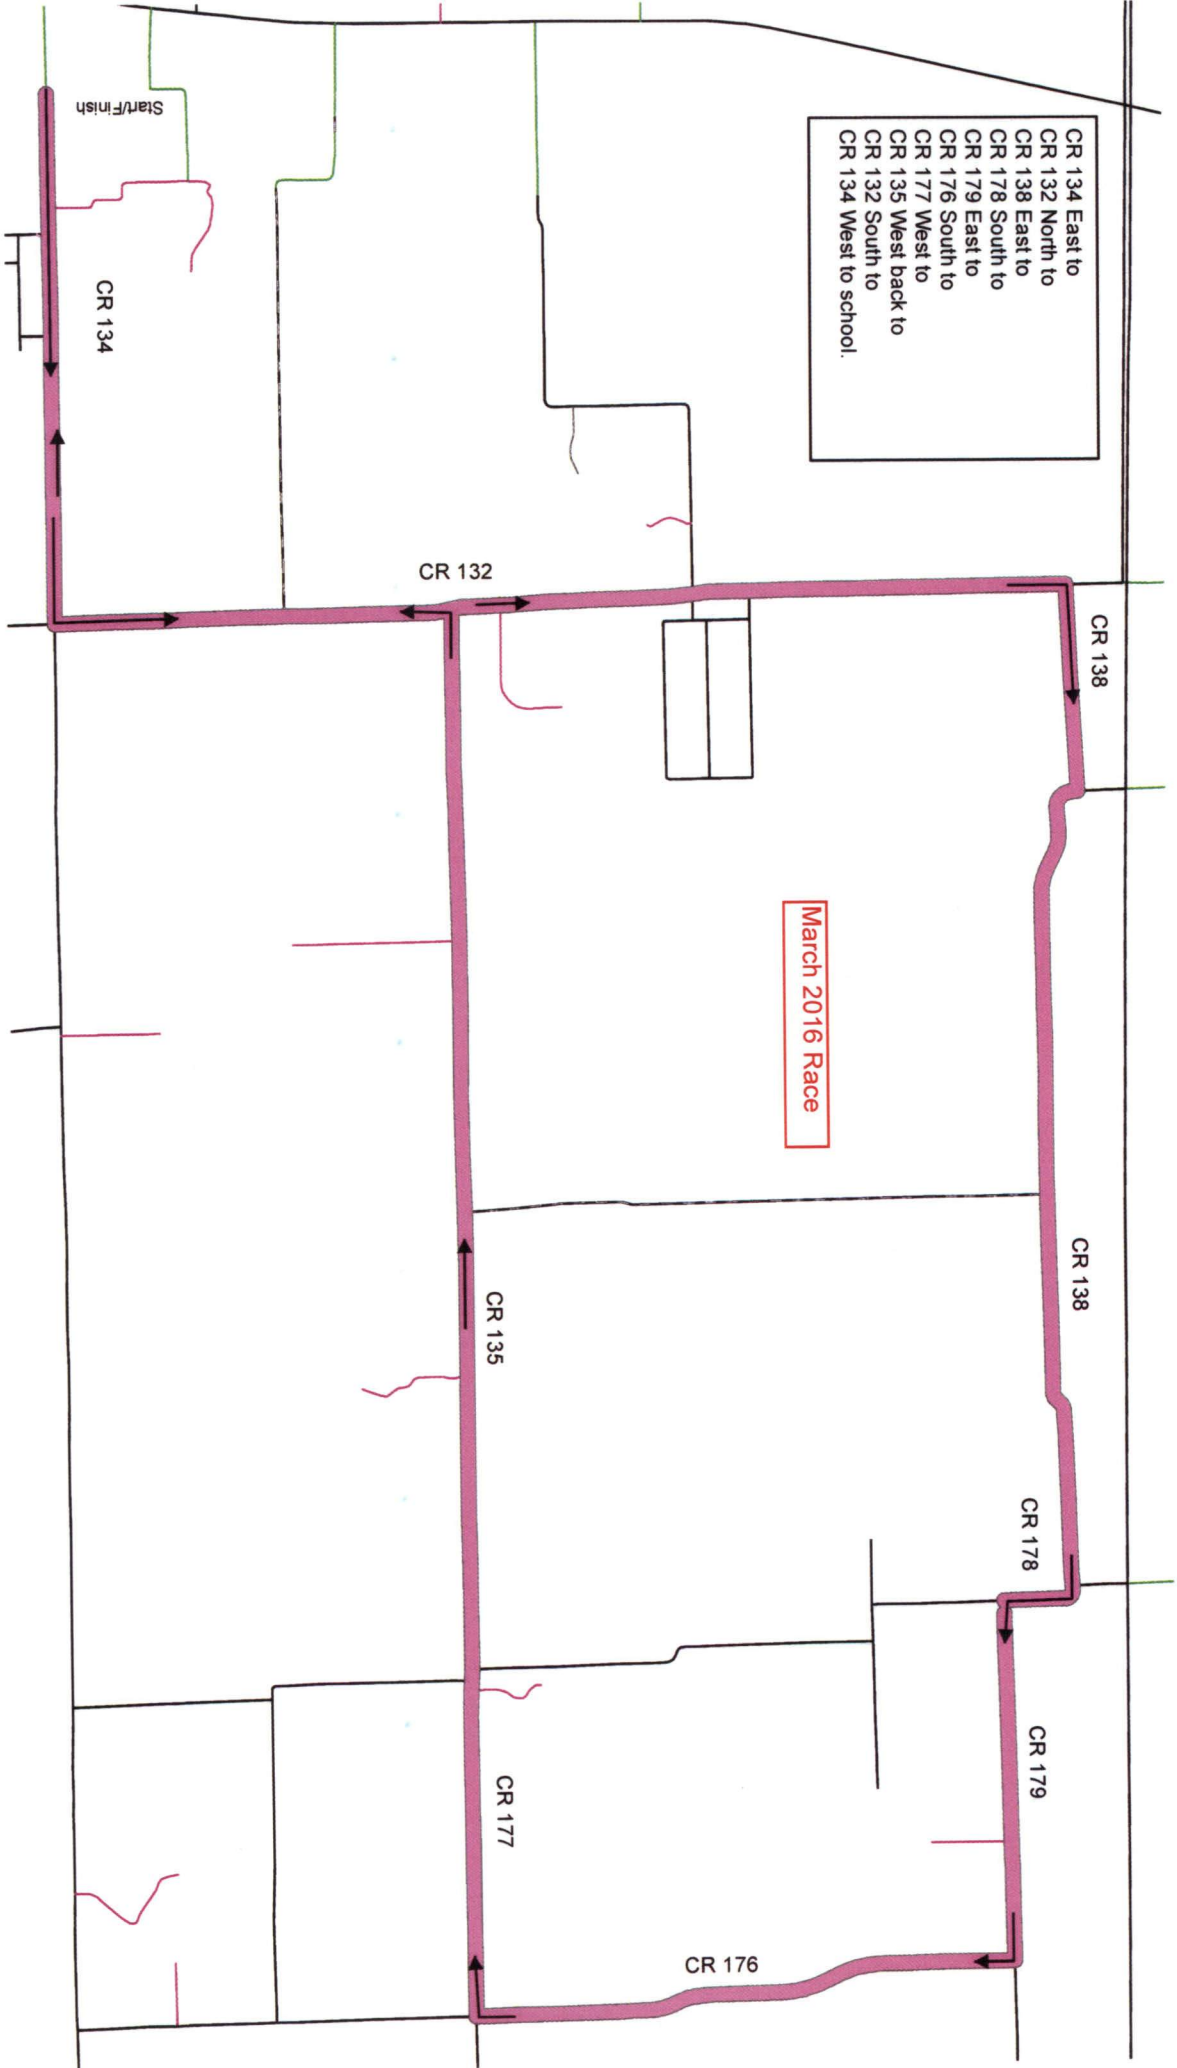 CR 134 East to
CR 132 North to
CR 138 East to
CR 178 South to
CR 179 East to
CR 176 South to
CR 177 West to
CR 135 West back to
CR 132 South to
CR 134 West to school.
Start/Finish
CR 134
CR 132
CR 138
March 2016 Race
CR 138
CR 135
CR 178
CR 179
CR 177
CR 176